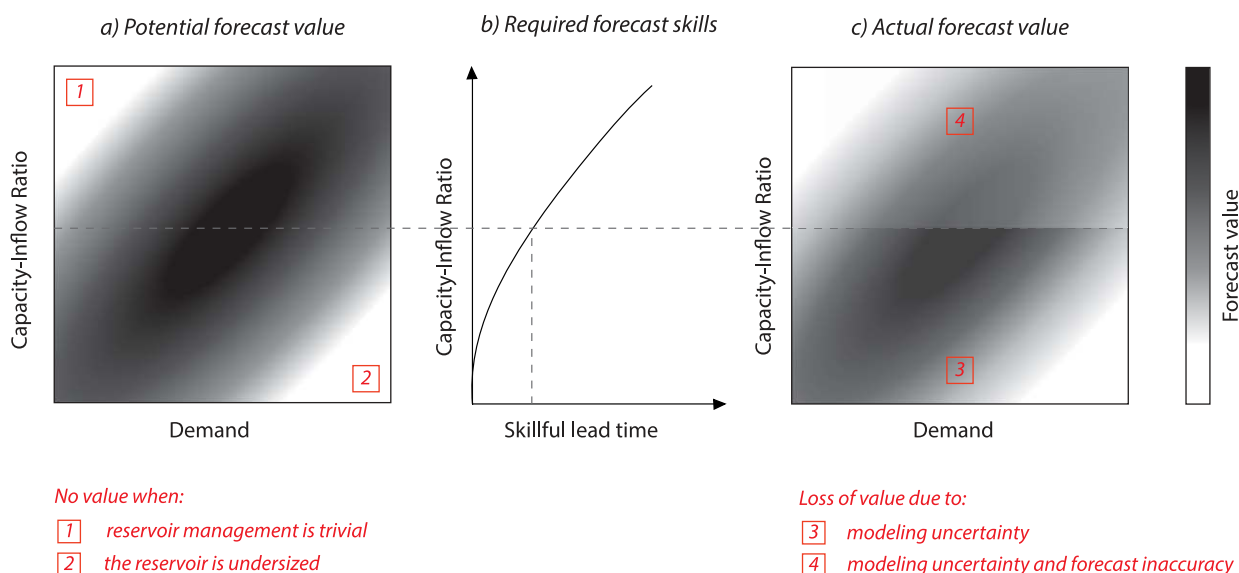 a) Potential forecast value
b) Required forecast skills
c) Actual forecast value
1
2
Capacity-Inflow Ratio
Demand
Capacity-Inflow Ratio
Skillful lead time
4
3
Capacity-Inflow Ratio
Demand
Forecast value
No value when:
1 reservoir management is trivial
2 the reservoir is undersized
Loss of value due to:
3 modeling uncertainty
4 modeling uncertainty and forecast inaccuracy